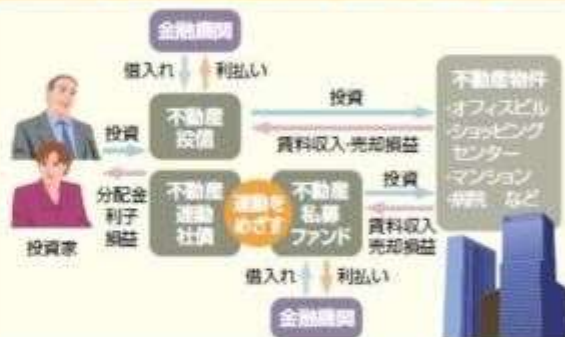 金融機関
借入れ
利払い
投資
不動産
投信
投資
賃料収入・売却損益
不動産物件
・オフィスビル
・ショッピング
センター
・マンション
・病院 など
分配金
利子
損益
投資家
不動産
連動
社債
連動を
めざす
不動産
私募
ファンド
投資
賃料収入
売却損益
借入れ
利払い
金融機関